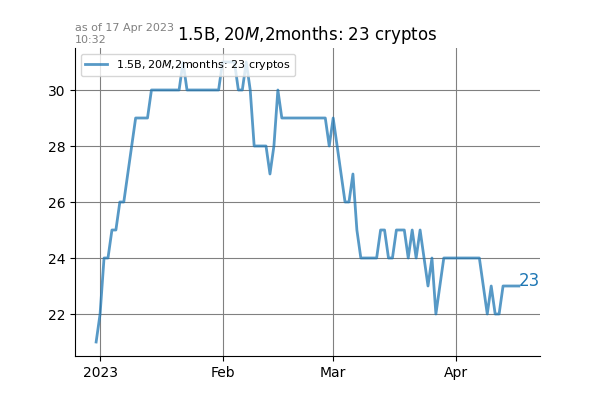 as of 17 Apr 2023
10:32
1.5B, 20M,2months: 23 cryptos
1.5B, 20M,2months: 23 cryptos
30
28
26
24
22
23
2023 Feb Mar Apr